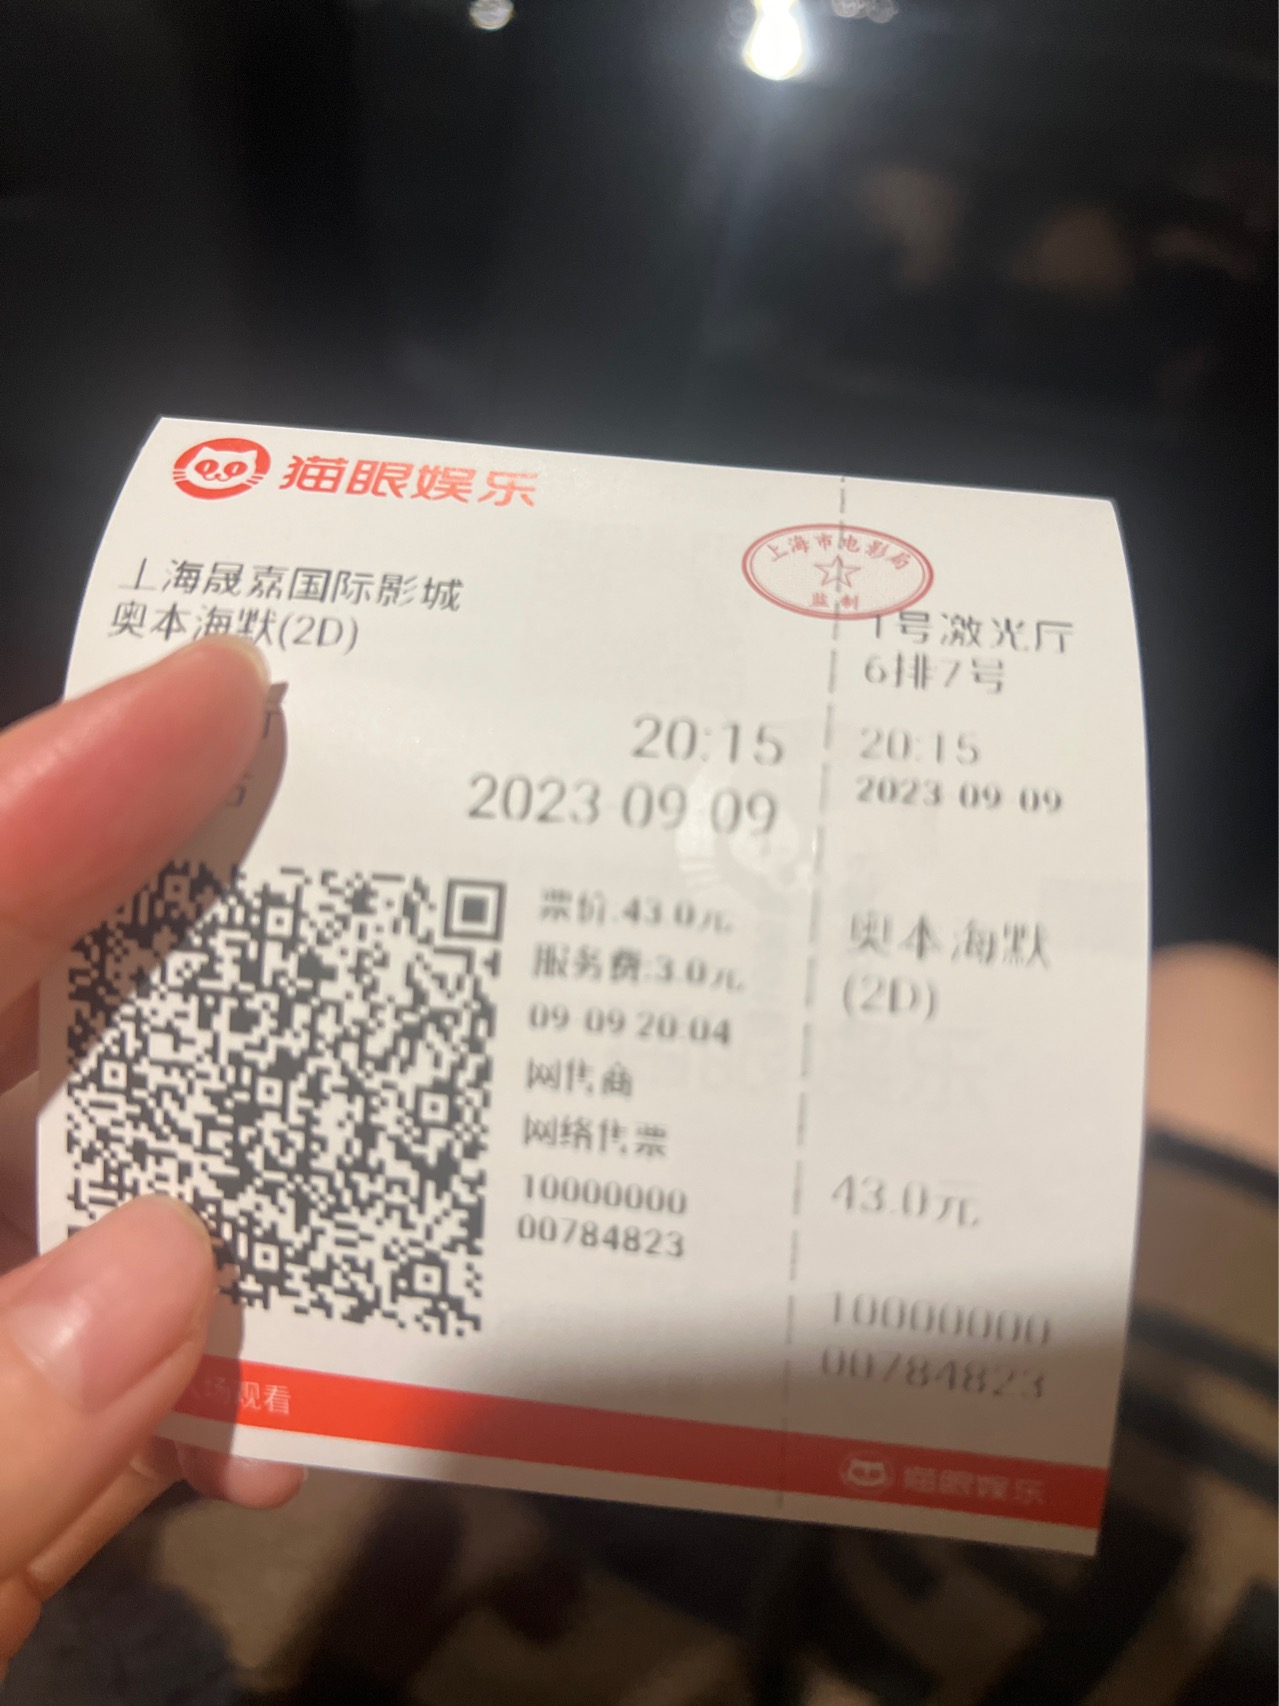 猫眼娱乐
上海市电影局
监制
上海晟嘉国际影城
奥本海默(2D)
20:15
2023 09 09
票价:43.0元
服务费:3.0元
09 09 20:04
网售商
网络售票
10000000
00784823
1号激光厅
6排7号
20:15
2023 09 09
奥本海默
(2D)
43.0元
10000000
00784823
场观看
猫眼娱乐